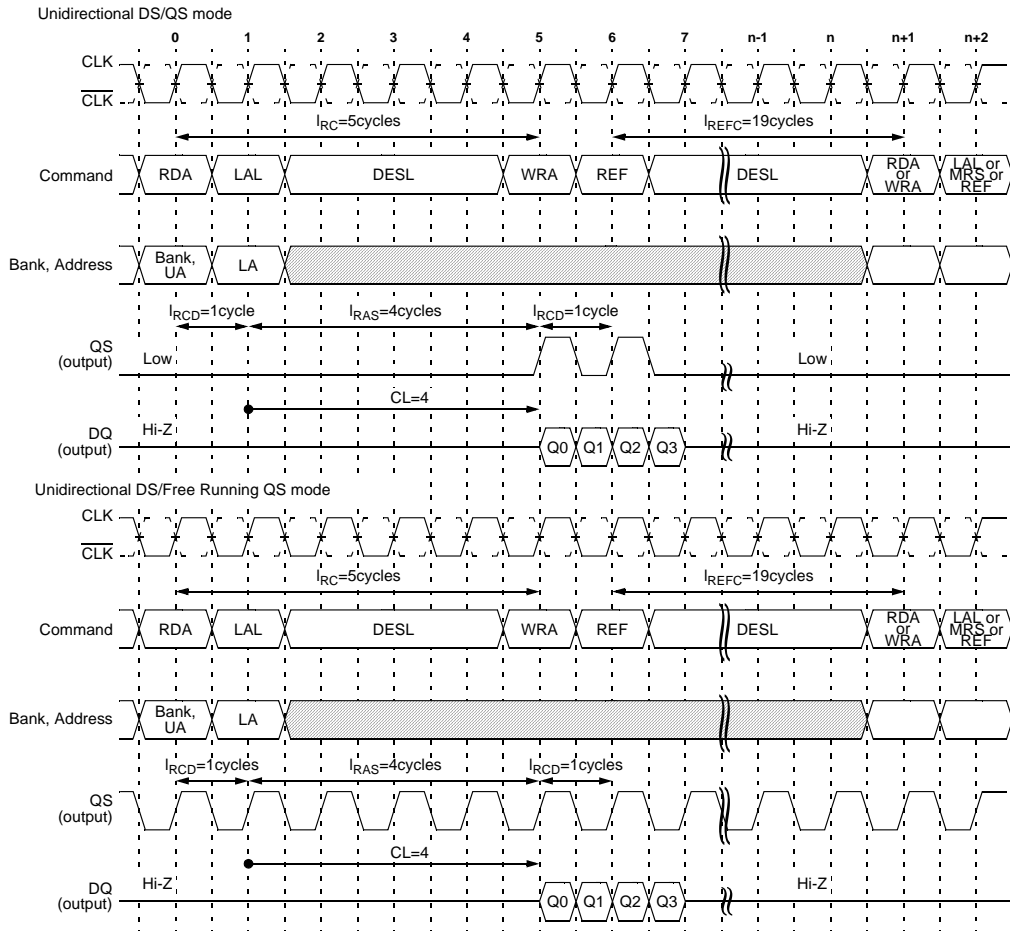 Unidirectional DS/QS mode
0 1 2 3 4 5 6 7 n-1 n n+1 n+2
CLK
CLK
IRC=5cycles IREFC=19cycles
Command RDA LAL DESL WRA REF DESL RDA or WRA LAL or MRS or REF
Bank, Address Bank, UA LA
IRCD=1cycle IRAS=4cycles IRCD=1cycle
QS (output) Low Low
CL=4
DQ (output) Hi-Z Q0 Q1 Q2 Q3 Hi-Z
Unidirectional DS/Free Running QS mode
CLK
CLK
IRC=5cycles IREFC=19cycles
Command RDA LAL DESL WRA REF DESL RDA or WRA LAL or MRS or REF
Bank, Address Bank, UA LA
IRCD=1cycles IRAS=4cycles IRCD=1cycles
QS (output)
CL=4
DQ (output) Hi-Z Q0 Q1 Q2 Q3 Hi-Z